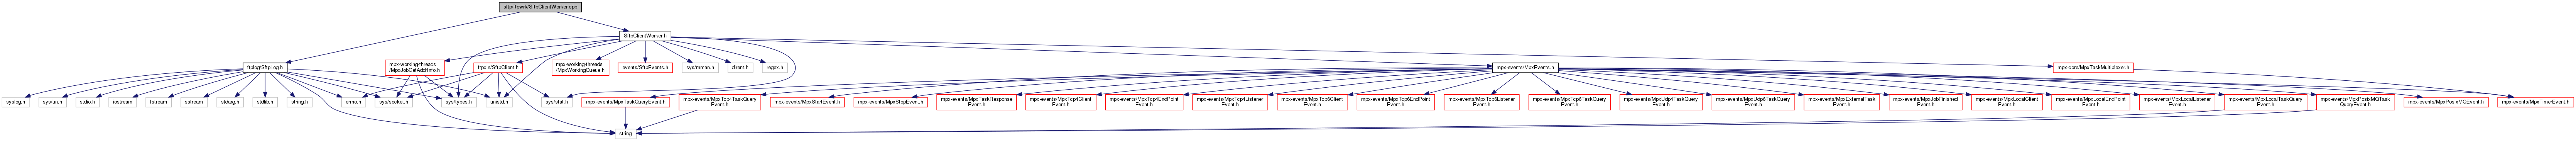 sftp/ftpwrk/SftpClientWorker.cpp
SftpClientWorker.h
ftplog/SftpLog.h
mpx-working-threads
/MpxJobGetAddrInfo.h
ftpclr/SftpClient.h
mpx-working-threads
/MpxWorkingQueue.h
events/SftpEvents.h
sys/mman.h
dirent.h
regex.h
mpx-events/MpxEvents.h
mpx-core/MpxTaskMultiplexer.h
syslog.h
sys/un.h
stdio.h
iostream
fstream
sstream
stdarg.h
stdlib.h
string.h
errno.h
sys/socket.h
sys/types.h
unistd.h
sys/stat.h
mpx-events/MpxTaskQueryEvent.h
mpx-events/MpxTcp4TaskQuery
Event.h
mpx-events/MpxStartEvent.h
mpx-events/MpxStopEvent.h
mpx-events/MpxTaskResponse
Event.h
mpx-events/MpxTcp4Client
Event.h
mpx-events/MpxTcp4EndPoint
Event.h
mpx-events/MpxTcp4Listener
Event.h
mpx-events/MpxTcp6Client
Event.h
mpx-events/MpxTcp6EndPoint
Event.h
mpx-events/MpxTcp6Listener
Event.h
mpx-events/MpxTcp6TaskQuery
Event.h
mpx-events/MpxUdp4TaskQuery
Event.h
mpx-events/MpxUdp6TaskQuery
Event.h
mpx-events/MpxExternalTask
Event.h
mpx-events/MpxJobFinished
Event.h
mpx-events/MpxLocalClient
Event.h
mpx-events/MpxLocalEndPoint
Event.h
mpx-events/MpxLocalListener
Event.h
mpx-events/MpxLocalTaskQuery
Event.h
mpx-events/MpxPosixMQTask
QueryEvent.h
mpx-events/MpxPosixMQEvent.h
mpx-events/MpxTimerEvent.h
string